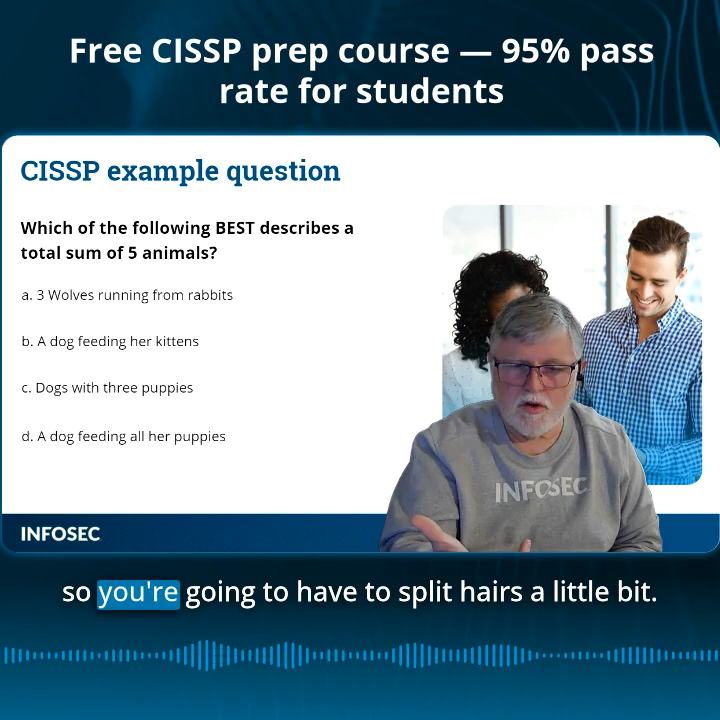 Free CISSP prep course — 95% pass
rate for students
CISSP example question
Which of the following BEST describes a
total sum of 5 animals?
a. 3 Wolves running from rabbits
b. A dog feeding her kittens
c. Dogs with three puppies
d. A dog feeding all her puppies
INFOSEC
INFOSEC
so you're going to have to split hairs a little bit.